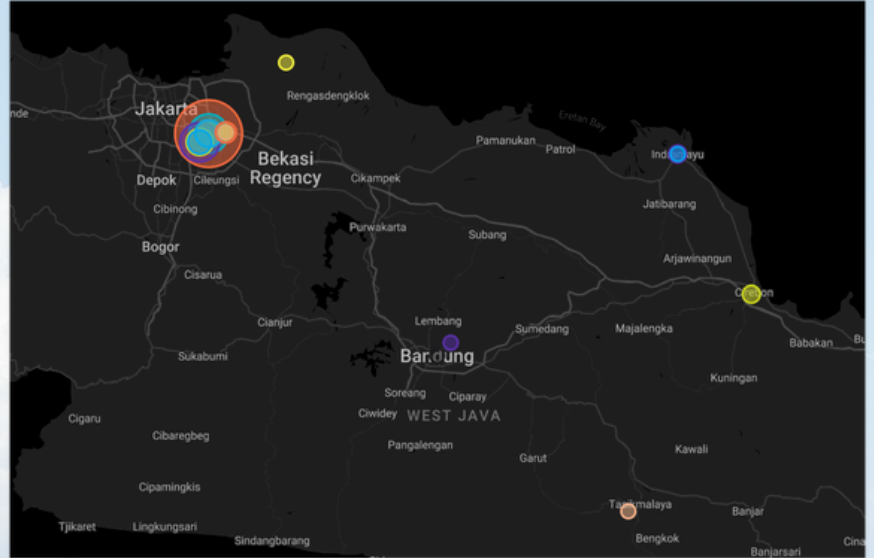 Rengasdengklok
nde
Jakarta
Eretan Bay
Pamanukan
Patrol
Bekasi
Regency
Depok
Cileungsi
Cikampek
Jatibarang
Cibinong
Purwakarta
Subang
Bogor
Arjawinangun
Cisarua
Cianjur
Lembang
Sumedang
Majalengka
Babakan
Bu
Sukabumi
Kuningan
Soreang
Ciparay
Ciwidey
WEST JAVA
Cigaru
Cibaregbeg
Pangalengan
Kawali
Garut
Cipamingkis
Banjar
Tjikaret
Lingkungsari
Sindangbarang
Bengkok
Cina
Banjarsari